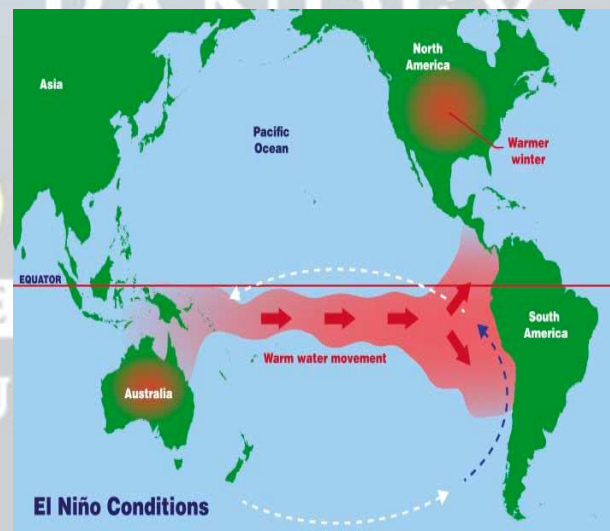 North
America
Asia
Pacific
Ocean
Warmer
winter
EQUATOR
South
America
Warm water movement
Australia
El Niño Conditions